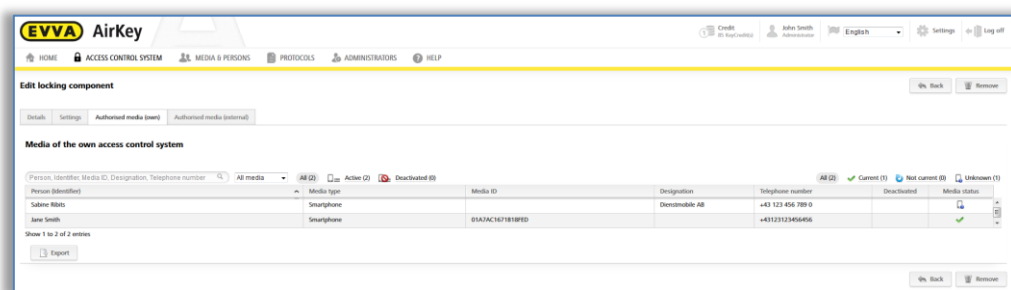 EVVA AirKey
Credit
John Smith
Administrator
English
Settings
Log off
HOME ACCESS CONTROL SYSTEM MEDIA & PERSONS PROTOCOLS ADMINISTRATORS HELP
Edit locking component
Back Remove
Details Settings Authorised media (own) Authorised media (external)
Media of the own access control system
Person, Identifier, Media ID, Designation, Telephone number All media All (2) Active (2) Deactivated (0) All (2) Current (1) Not current (0) Unknown (1)
Person (Identifier) Media type Media ID Designation Telephone number Deactivated Media status
Sabine Ribits Smartphone Dienstmobile AB +43 123 456 789 0
Jane Smith Smartphone 01A7AC1671818FED +43123123456456
Show 1 to 2 of 2 entries
Export
Back Remove